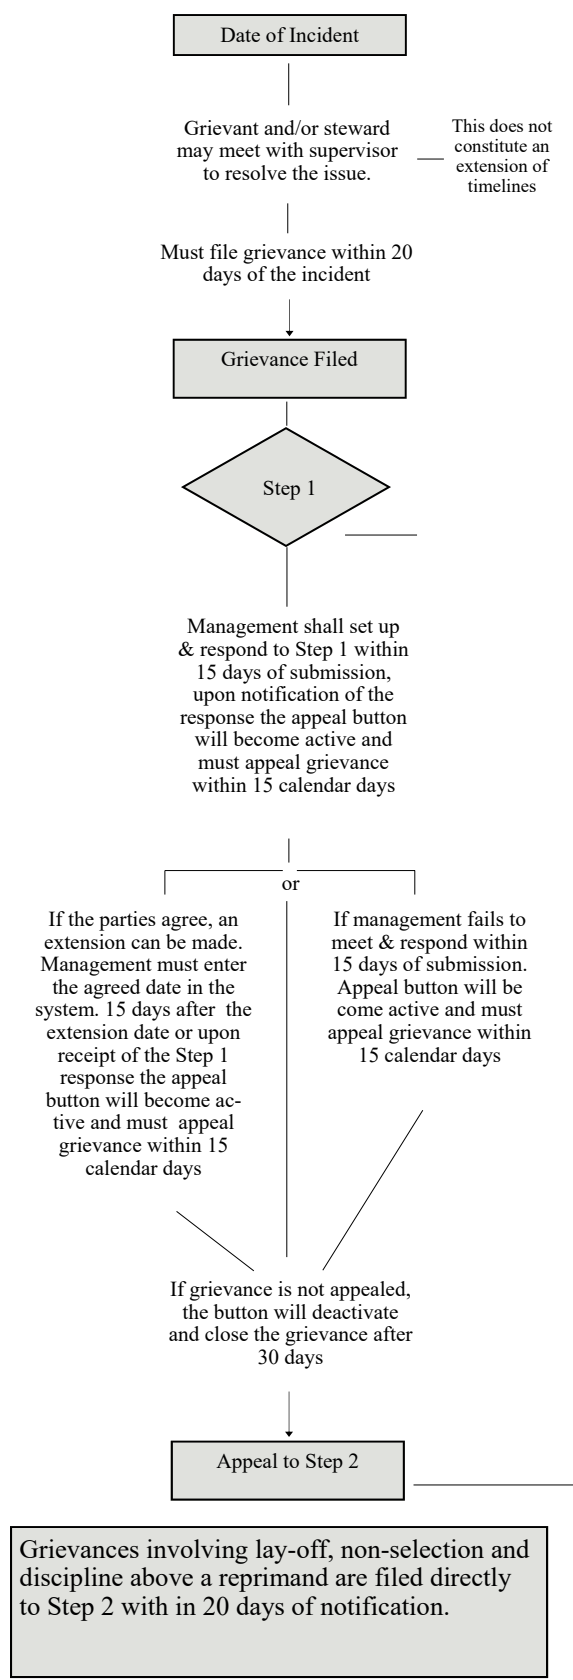 Date of Incident
Grievant and/or steward
may meet with supervisor
to resolve the issue.
This does not
constitute an
extension of
timelines
Must file grievance within 20
days of the incident
Grievance Filed
Step 1
Management shall set up
& respond to Step 1 within
15 days of submission,
upon notification of the
response the appeal button
will become active and
must appeal grievance
within 15 calendar days
or
If the parties agree, an
extension can be made.
Management must enter
the agreed date in the
system. 15 days after  the
extension date or upon
receipt of the Step 1
response the appeal
button will become ac-
tive and must  appeal
grievance within 15
calendar days
If management fails to
meet & respond within
15 days of submission.
Appeal button will be
come active and must
appeal grievance within
15 calendar days
If grievance is not appealed,
the button will deactivate
and close the grievance after
30 days
Appeal to Step 2
Grievances involving lay-off, non-selection and
discipline above a reprimand are filed directly
to Step 2 with in 20 days of notification.